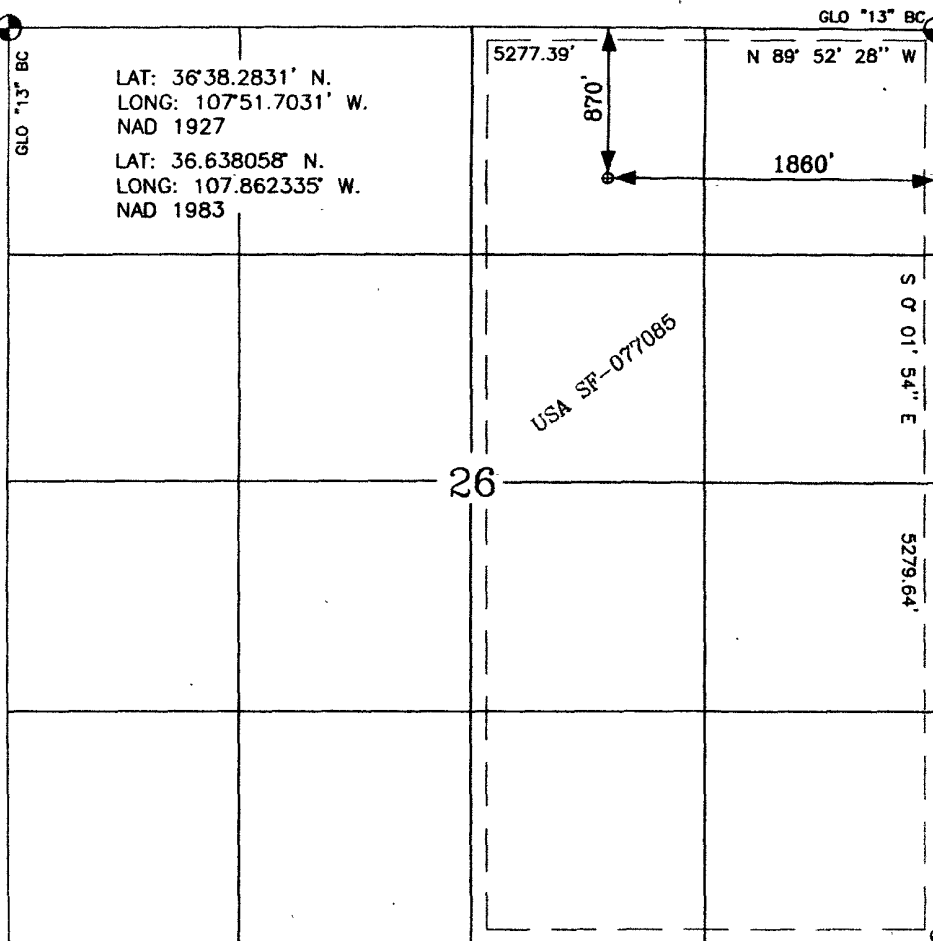 GLO "13" BC
GLO "13" BC
5277.39'
N 89° 52' 28" W
LAT: 36°38.2831' N.
LONG: 107°51.7031' W.
NAD 1927
LAT: 36.638058° N.
LONG: 107.862335° W.
NAD 1983
870'
1860'
S 0° 01' 54" E
USA SF-077085
26
5279.64'